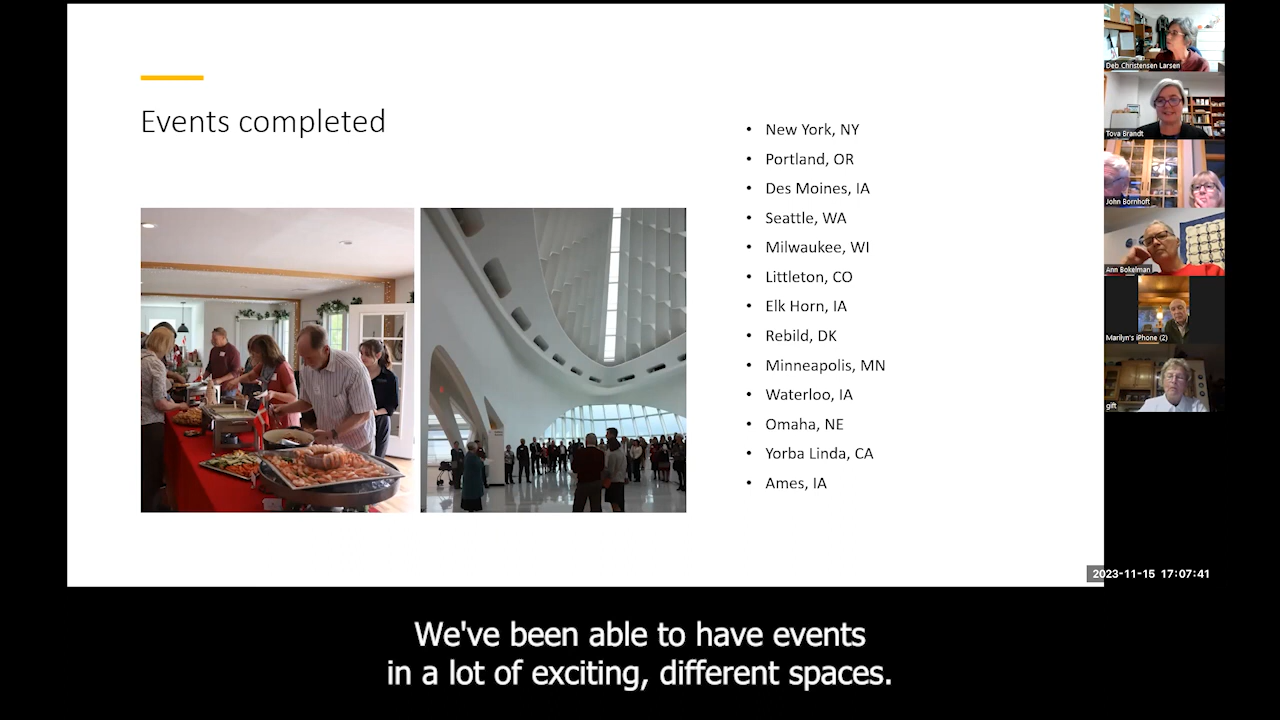 Events completed
• New York, NY
• Portland, OR
• Des Moines, IA
• Seattle, WA
• Milwaukee, WI
• Littleton, CO
• Elk Horn, IA
• Rebild, DK
• Minneapolis, MN
• Waterloo, IA
• Omaha, NE
• Yorba Linda, CA
• Ames, IA
Deb Christensen Larsen
Tova Brandt
John Bornhoft
Ann Bokelman
Marilyn's iPhone (2)
gift
2023-11-15 17:07:41
We've been able to have events
in a lot of exciting, different spaces.